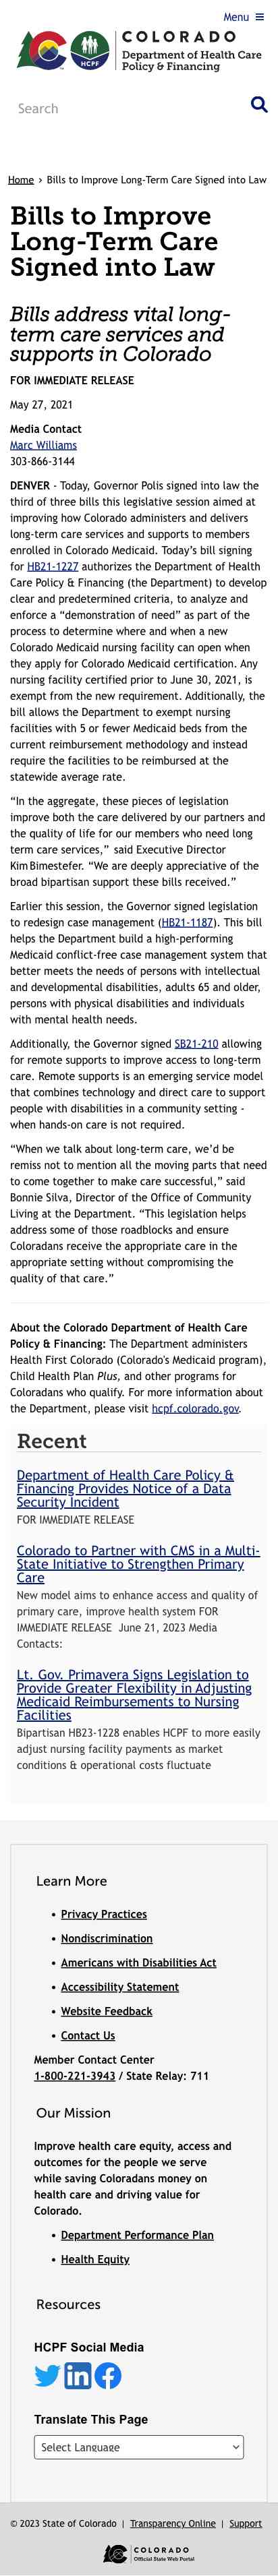 Menu
COLORADO
Department of Health Care
Policy & Financing
HCPF
Search
Home › Bills to Improve Long-Term Care Signed into Law
Bills to Improve
Long-Term Care
Signed into Law
Bills address vital long-
term care services and
supports in Colorado
FOR IMMEDIATE RELEASE
May 27, 2021
Media Contact
Marc Williams
303-866-3144
DENVER - Today, Governor Polis signed into law the
third of three bills this legislative session aimed at
improving how Colorado administers and delivers
long-term care services and supports to members
enrolled in Colorado Medicaid. Today’s bill signing
for HB21-1227 authorizes the Department of Health
Care Policy & Financing (the Department) to develop
clear and predetermined criteria, to analyze and
enforce a “demonstration of need” as part of the
process to determine where and when a new
Colorado Medicaid nursing facility can open when
they apply for Colorado Medicaid certification. Any
nursing facility certified prior to June 30, 2021, is
exempt from the new requirement. Additionally, the
bill allows the Department to exempt nursing
facilities with 5 or fewer Medicaid beds from the
current reimbursement methodology and instead
require the facilities to be reimbursed at the
statewide average rate.
“In the aggregate, these pieces of legislation
improve both the care delivered by our partners and
the quality of life for our members who need long
term care services,” said Executive Director
Kim Bimestefer. “We are deeply appreciative of the
broad bipartisan support these bills received.”
Earlier this session, the Governor signed legislation
to redesign case management (HB21-1187). This bill
helps the Department build a high-performing
Medicaid conflict-free case management system that
better meets the needs of persons with intellectual
and developmental disabilities, adults 65 and older,
persons with physical disabilities and individuals
with mental health needs.
Additionally, the Governor signed SB21-210 allowing
for remote supports to improve access to long-term
care. Remote supports is an emerging service model
that combines technology and direct care to support
people with disabilities in a community setting -
when hands-on care is not required.
“When we talk about long-term care, we’d be
remiss to not mention all the moving parts that need
to come together to make care successful,” said
Bonnie Silva, Director of the Office of Community
Living at the Department. “This legislation helps
address some of those roadblocks and ensure
Coloradans receive the appropriate care in the
appropriate setting without compromising the
quality of that care.”
About the Colorado Department of Health Care
Policy & Financing: The Department administers
Health First Colorado (Colorado's Medicaid program),
Child Health Plan Plus, and other programs for
Coloradans who qualify. For more information about
the Department, please visit hcpf.colorado.gov.
Recent
Department of Health Care Policy &
Financing Provides Notice of a Data
Security Incident
FOR IMMEDIATE RELEASE
Colorado to Partner with CMS in a Multi-
State Initiative to Strengthen Primary
Care
New model aims to enhance access and quality of
primary care, improve health system FOR
IMMEDIATE RELEASE June 21, 2023 Media
Contacts:
Lt. Gov. Primavera Signs Legislation to
Provide Greater Flexibility in Adjusting
Medicaid Reimbursements to Nursing
Facilities
Bipartisan HB23-1228 enables HCPF to more easily
adjust nursing facility payments as market
conditions & operational costs fluctuate
Learn More
• Privacy Practices
• Nondiscrimination
• Americans with Disabilities Act
• Accessibility Statement
• Website Feedback
• Contact Us
Member Contact Center
1-800-221-3943 / State Relay: 711
Our Mission
Improve health care equity, access and
outcomes for the people we serve
while saving Coloradans money on
health care and driving value for
Colorado.
• Department Performance Plan
• Health Equity
Resources
HCPF Social Media
Translate This Page
Select Language
© 2023 State of Colorado | Transparency Online | Support
COLORADO
Official State Web Portal